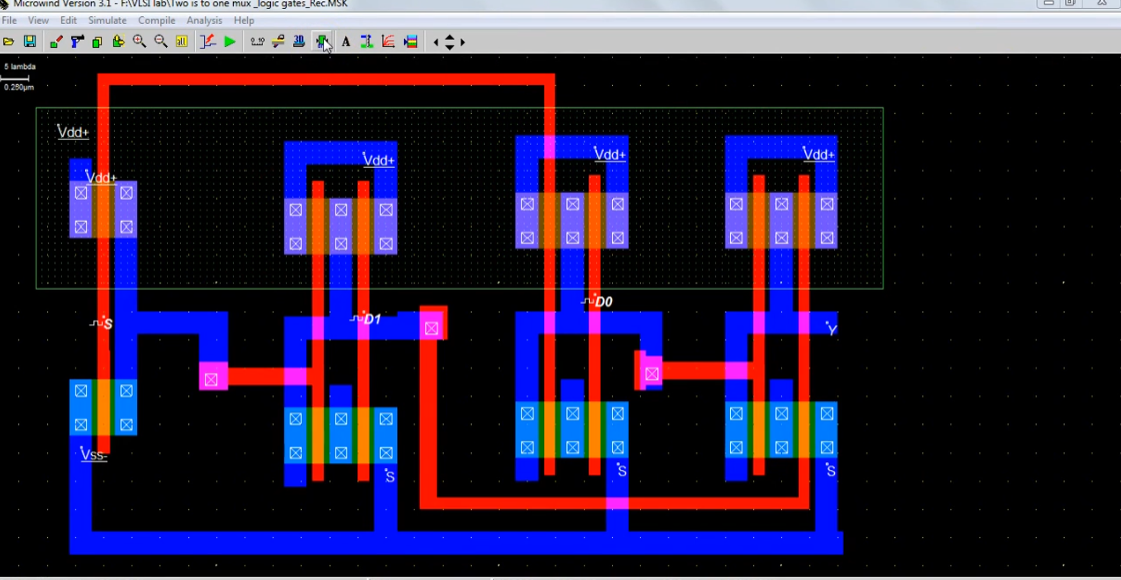 Microwind Version 3.1 - F:\VLSI lab\Two is to one mux _logic gates_Rec.MSK
File View Edit Simulate Compile Analysis Help
A
5 lambda
0.280µm
Vdd+
Vdd+
Vdd+
Vdd+
Vdd+
D0
S
D1
Y
Vss-
S
S
S